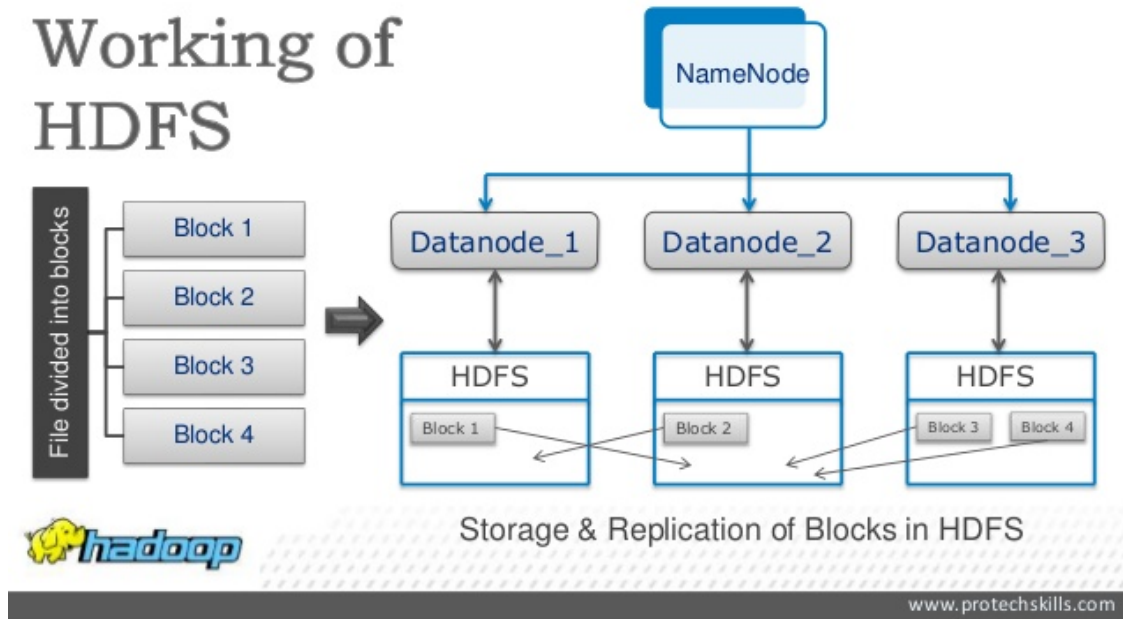 Working of
HDFS
File divided into blocks
Block 1
Block 2
Block 3
Block 4
NameNode
Datanode_1
Datanode_2
Datanode_3
HDFS
HDFS
HDFS
Block 1
Block 2
Block 3
Block 4
Storage & Replication of Blocks in HDFS
hadoop
www.protechskills.com